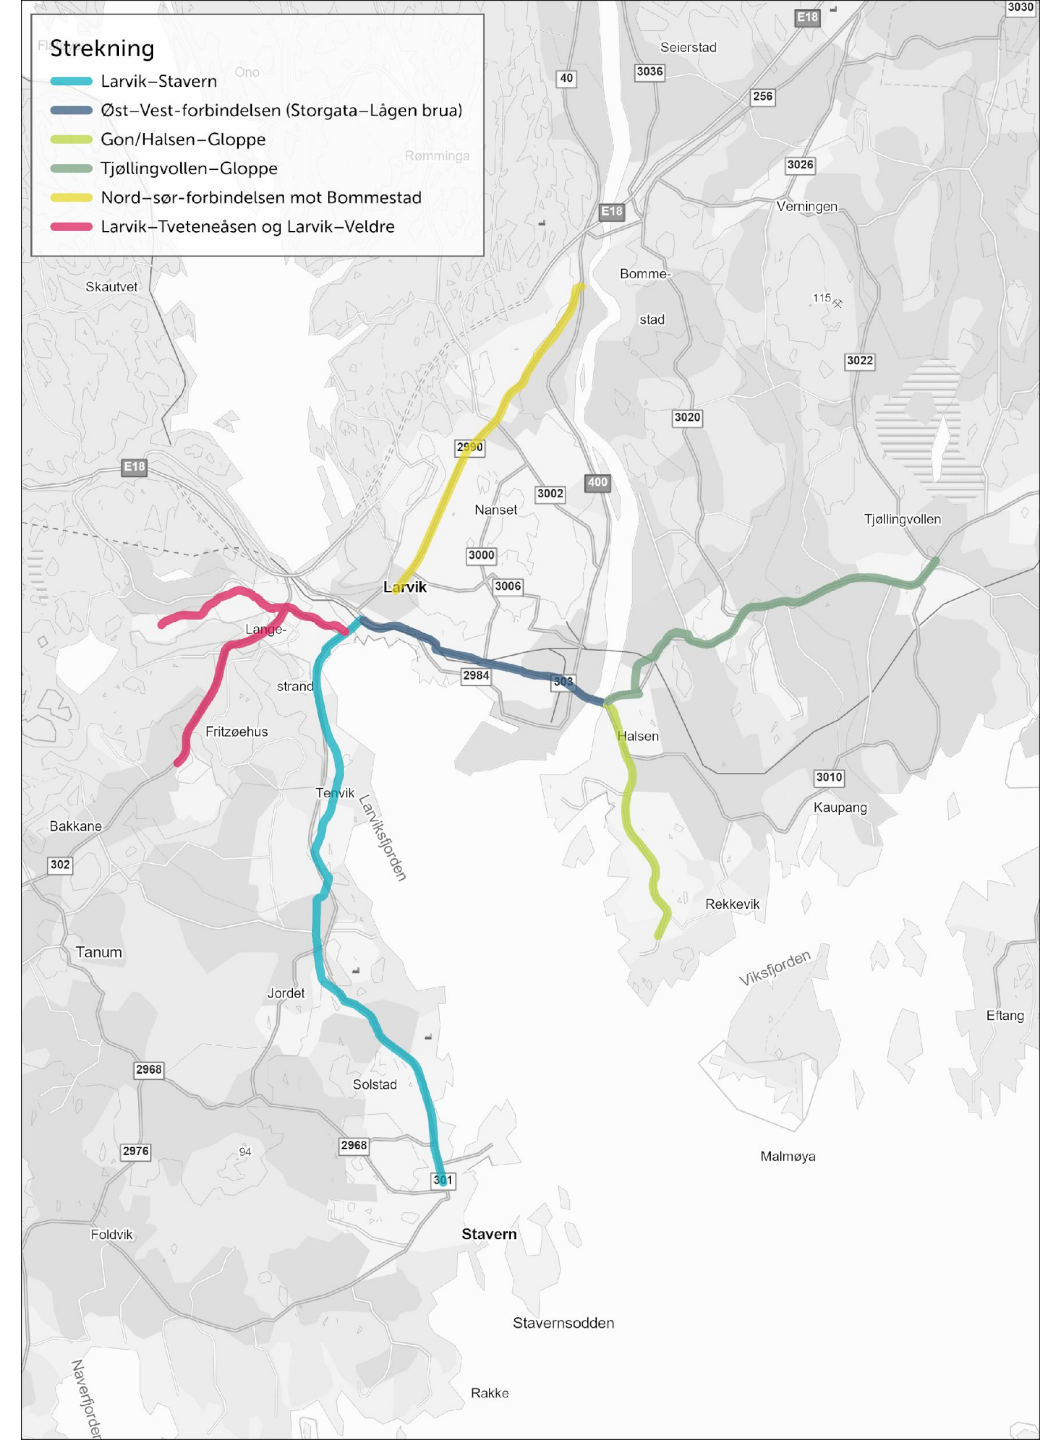 3030
E18
Seierstad
Strekning
Larvik–Stavern
Øst–Vest-forbindelsen (Storgata–Lågen brua)
Gon/Halsen–Gloppe
Tjøllingvollen–Gloppe
Nord–sør-forbindelsen mot Bommestad
Larvik–Tveteneåsen og Larvik–Veldre
Ono
Rømminga
40
3036
256
3026
Verningen
E18
Bomme-
stad
Skautvet
115
3022
3020
2990
E18
400
3002
Nanset
Tjøllingvollen
3000
3006
Larvik
Lange-
strand
2984
303
Fritzøehus
Halsen
3010
Kaupang
Tenvik
Larviksfjorden
Bakkane
302
Rekkevik
Tanum
Viksfjorden
Jordet
Eftang
2968
Solstad
2976
94
2968
Malmøya
301
Foldvik
Stavern
Stavernsodden
Naverfjorden
Rakke